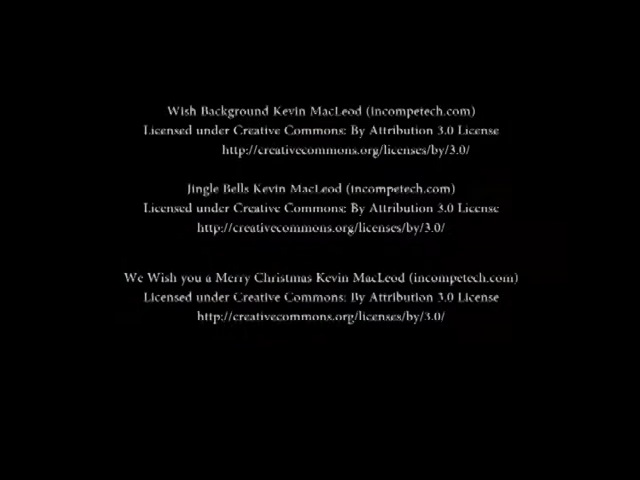 Wish Background Kevin MacLeod (incompetech.com)
Licensed under Creative Commons: By Attribution 3.0 License
http://creativecommons.org/licenses/by/3.0/
Jingle Bells Kevin MacLeod (incompetech.com)
Licensed under Creative Commons: By Attribution 3.0 License
http://creativecommons.org/licenses/by/3.0/
We Wish you a Merry Christmas Kevin MacLeod (incompetech.com)
Licensed under Creative Commons: By Attribution 3.0 License
http://creativecommons.org/licenses/by/3.0/